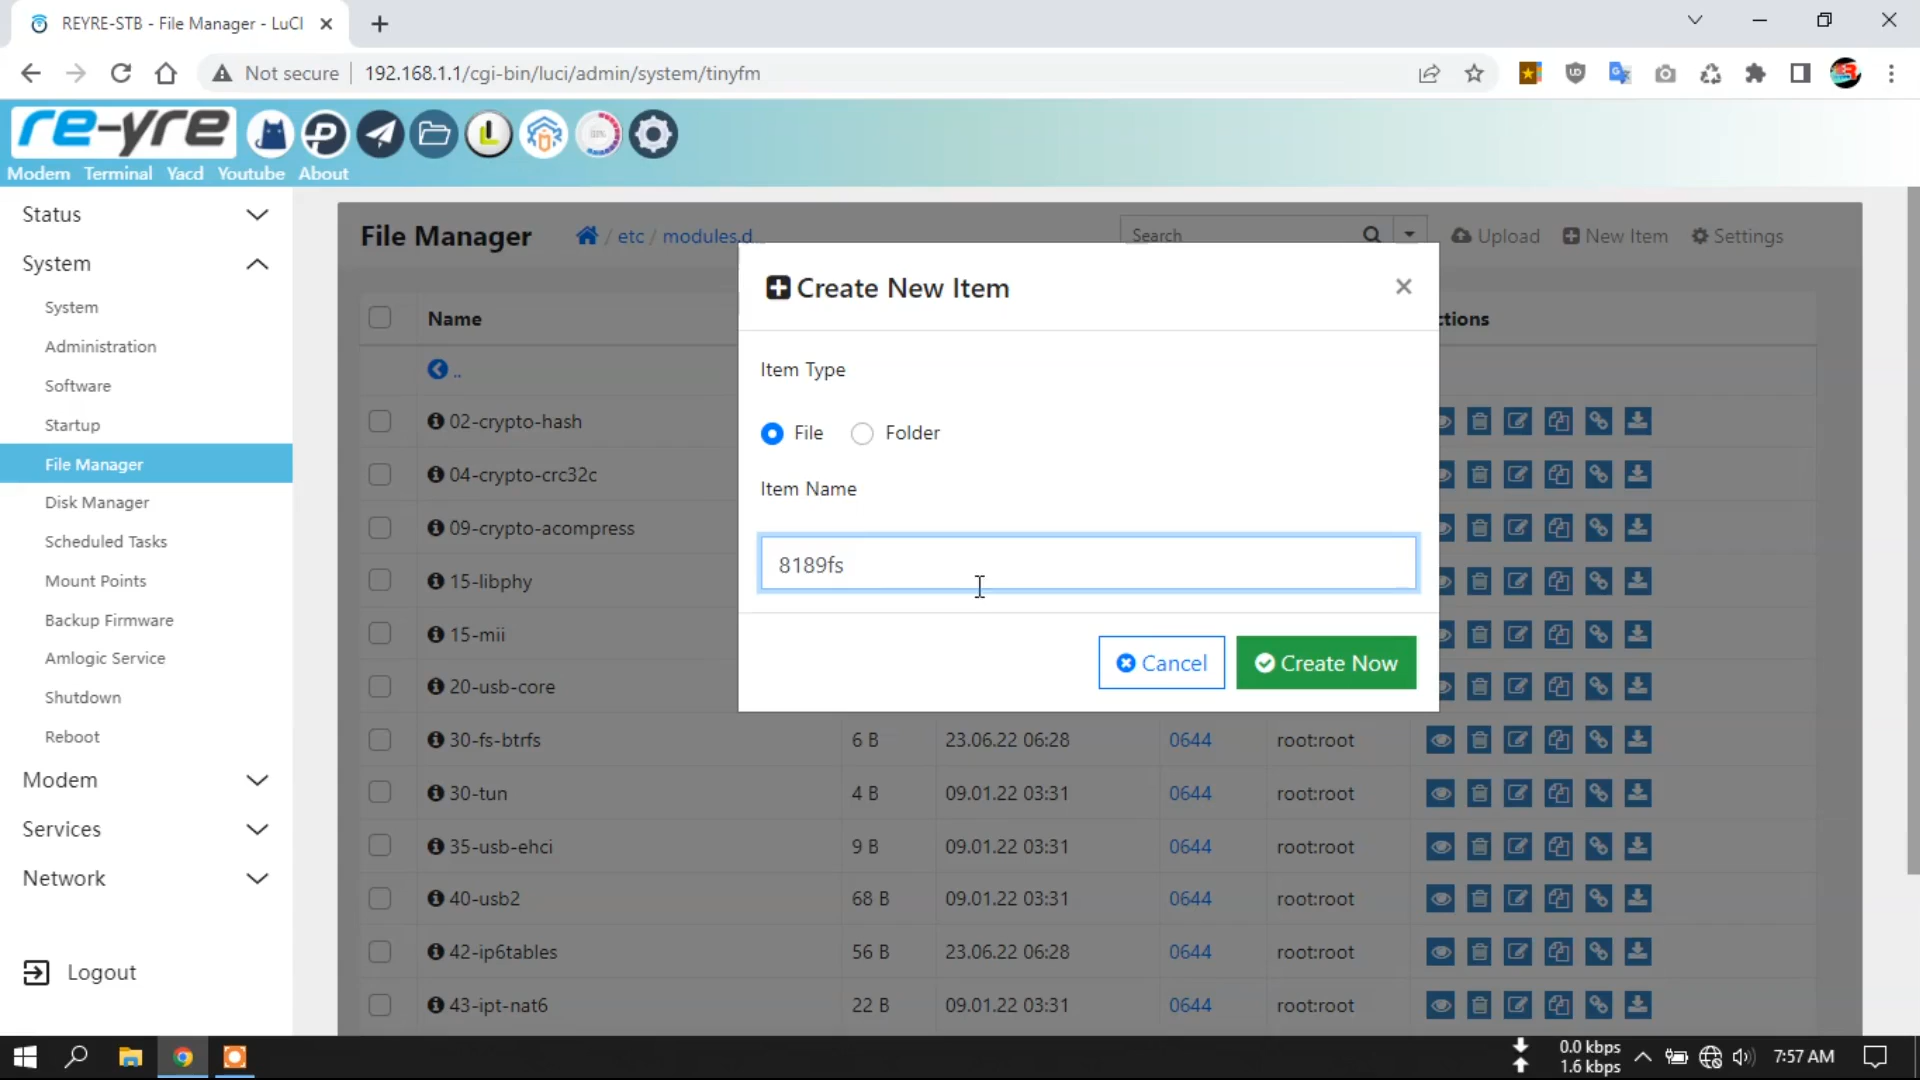 REYRE-STB - File Manager - LuCI
Not secure
192.168.1.1/cgi-bin/luci/admin/system/tinyfm
re-yre
Modem Terminal Yacd Youtube About
Status
System
System
Administration
Software
Startup
File Manager
Disk Manager
Scheduled Tasks
Mount Points
Backup Firmware
Amlogic Service
Shutdown
Reboot
Modem
Services
Network
Logout
File Manager
/ etc / modules.d
Search
Upload
New Item
Settings
Name
ctions
..
02-crypto-hash
04-crypto-crc32c
09-crypto-acompress
15-libphy
15-mii
20-usb-core
30-fs-btrfs 6 B 23.06.22 06:28 0644 root:root
30-tun 4 B 09.01.22 03:31 0644 root:root
35-usb-ehci 9 B 09.01.22 03:31 0644 root:root
40-usb2 68 B 09.01.22 03:31 0644 root:root
42-ip6tables 56 B 23.06.22 06:28 0644 root:root
43-ipt-nat6 22 B 09.01.22 03:31 0644 root:root
Create New Item
Item Type
File Folder
Item Name
8189fs
Cancel
Create Now
0.0 kbps
1.6 kbps
7:57 AM